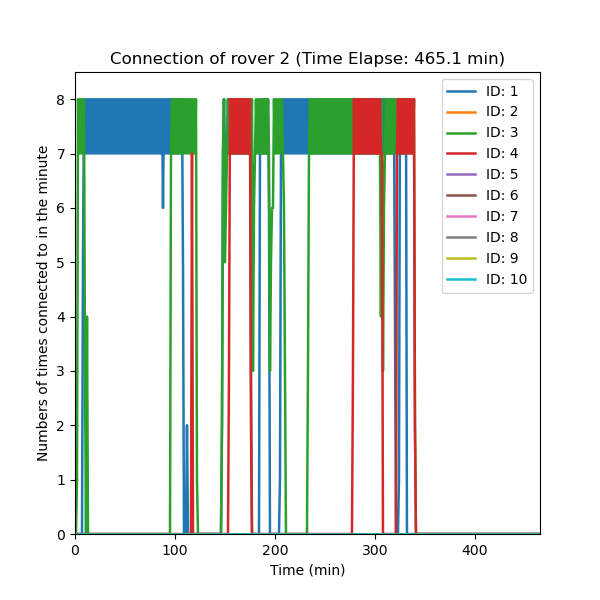 Connection of rover 2 (Time Elapse: 465.1 min)
Numbers of times connected to in the minute
8
7
6
5
4
3
2
1
0
0 100 200 300 400
Time (min)
ID: 1
ID: 2
ID: 3
ID: 4
ID: 5
ID: 6
ID: 7
ID: 8
ID: 9
ID: 10